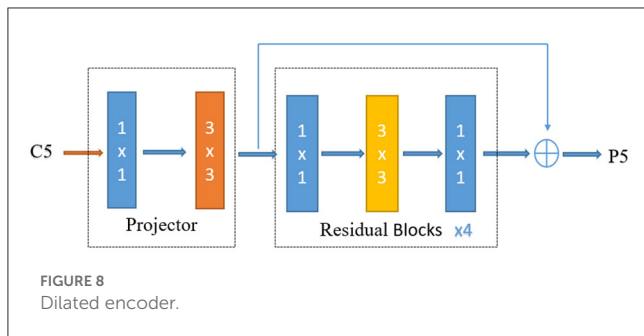 C5
1
x
1
3
x
3
Projector
1
x
1
3
x
3
1
x
1
Residual Blocks x4
P5
FIGURE 8
Dilated encoder.